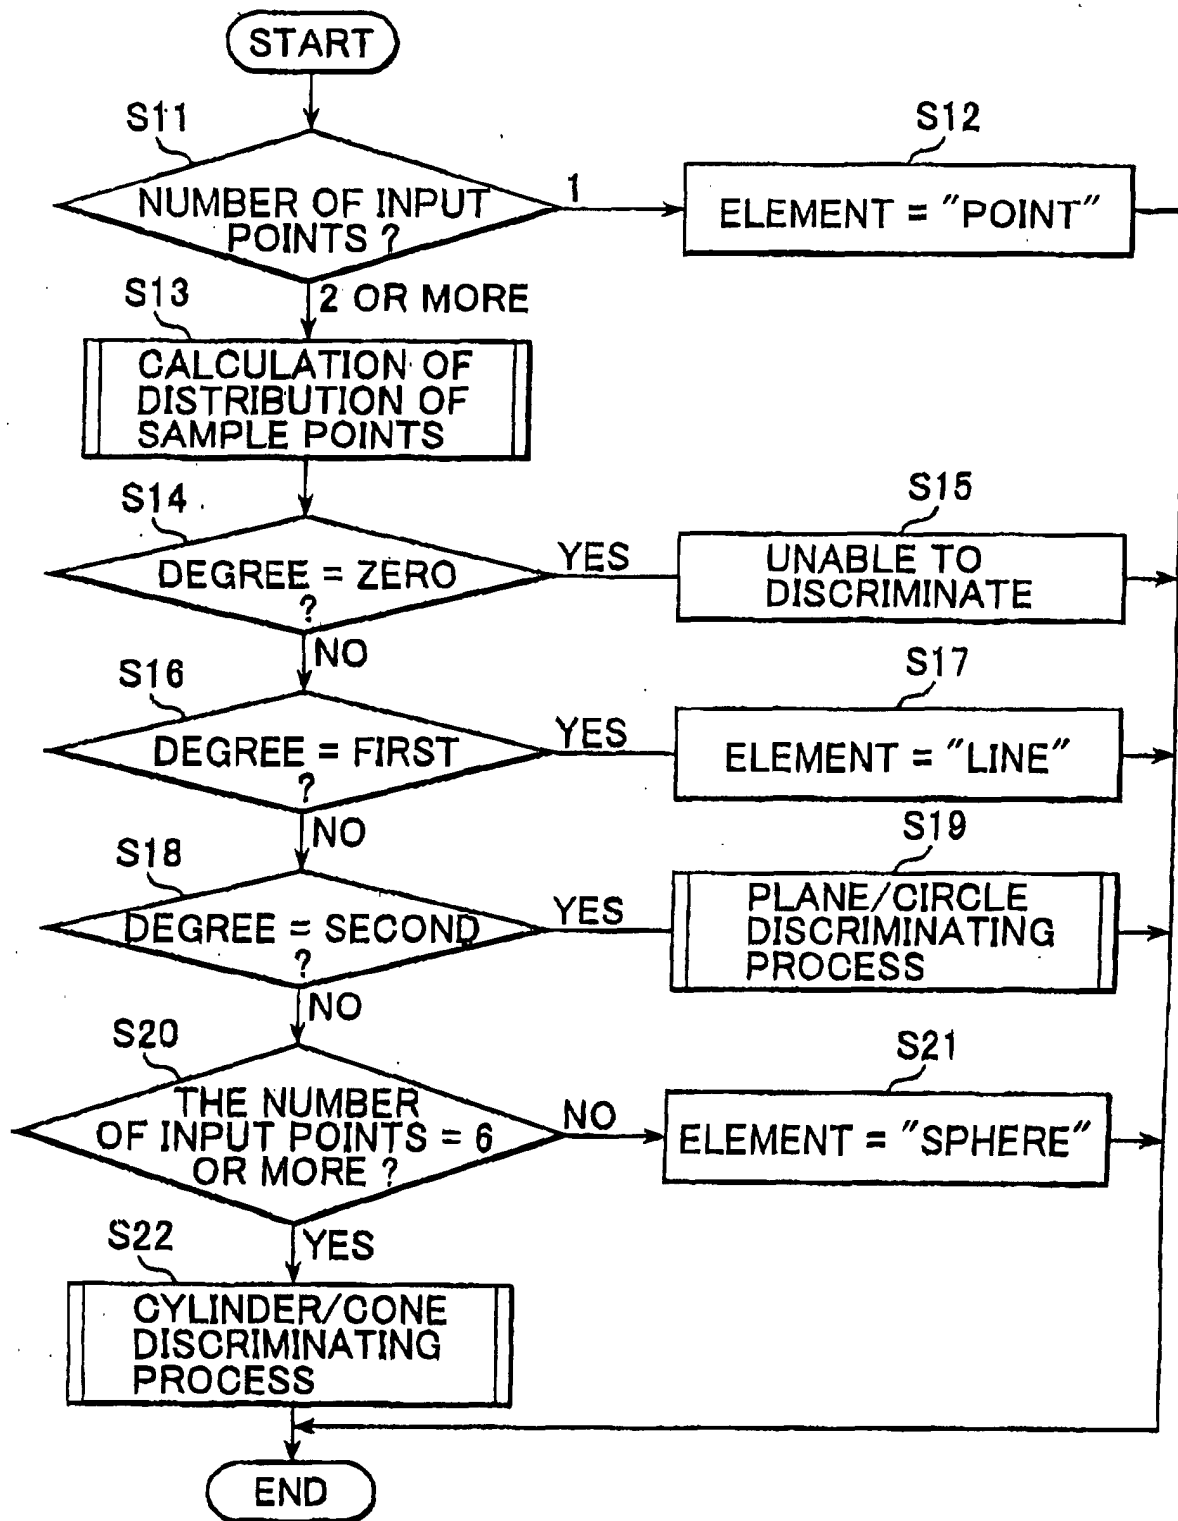 START
S11
NUMBER OF INPUT
POINTS ?
1
S12
ELEMENT = "POINT"
2 OR MORE
S13
CALCULATION OF
DISTRIBUTION OF
SAMPLE POINTS
S14
DEGREE = ZERO
?
YES
S15
UNABLE TO
DISCRIMINATE
NO
S16
DEGREE = FIRST
?
YES
S17
ELEMENT = "LINE"
NO
S18
DEGREE = SECOND
?
YES
S19
PLANE/CIRCLE
DISCRIMINATING
PROCESS
NO
S20
THE NUMBER
OF INPUT POINTS = 6
OR MORE ?
NO
S21
ELEMENT = "SPHERE"
YES
S22
CYLINDER/CONE
DISCRIMINATING
PROCESS
END